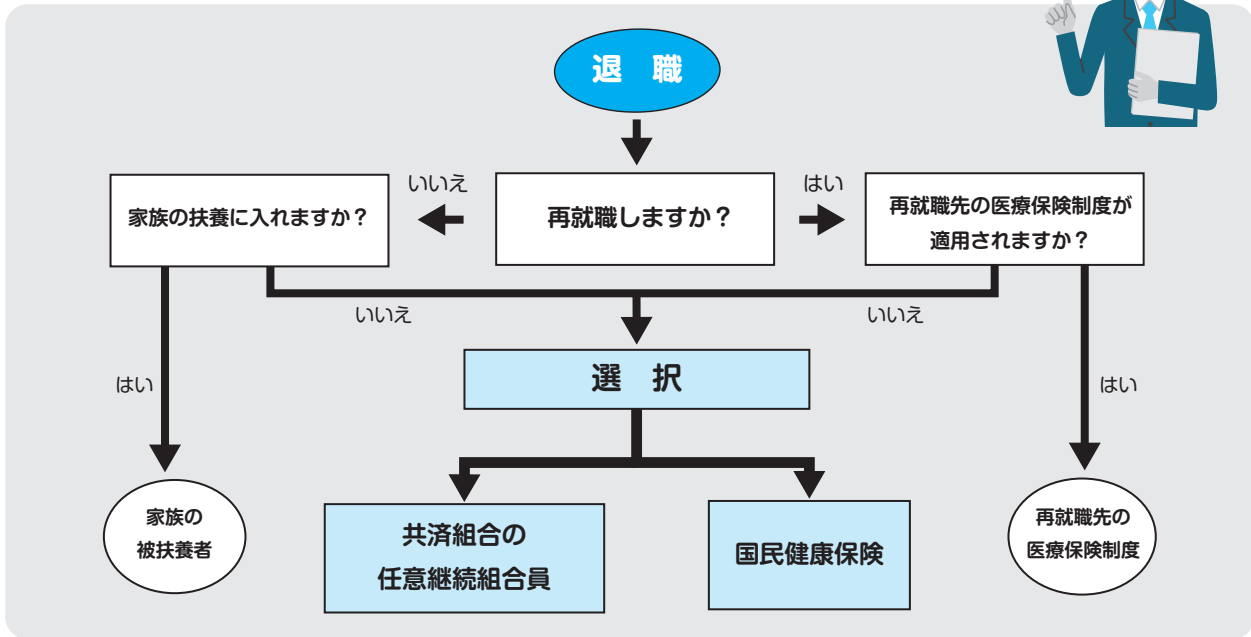 退　職
いいえ
はい
家族の扶養に入れますか？
再就職しますか？
再就職先の医療保険制度が
適用されますか？
いいえ
いいえ
選　択
はい
はい
家族の
被扶養者
共済組合の
任意継続組合員
国民健康保険
再就職先の
医療保険制度